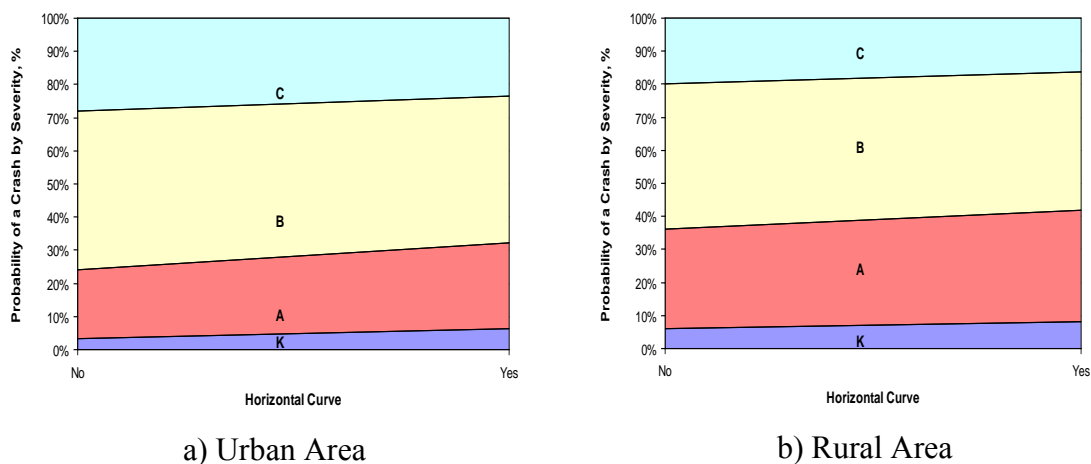 Probability of a Crash by Severity, %
100%
90%
80%
70%
60%
50%
40%
30%
20%
10%
0%
C
B
A
K
No
Yes
Horizontal Curve
a) Urban Area
Probability of a Crash by Severity, %
100%
90%
80%
70%
60%
50%
40%
30%
20%
10%
0%
C
B
A
K
No
Yes
Horizontal Curve
b) Rural Area